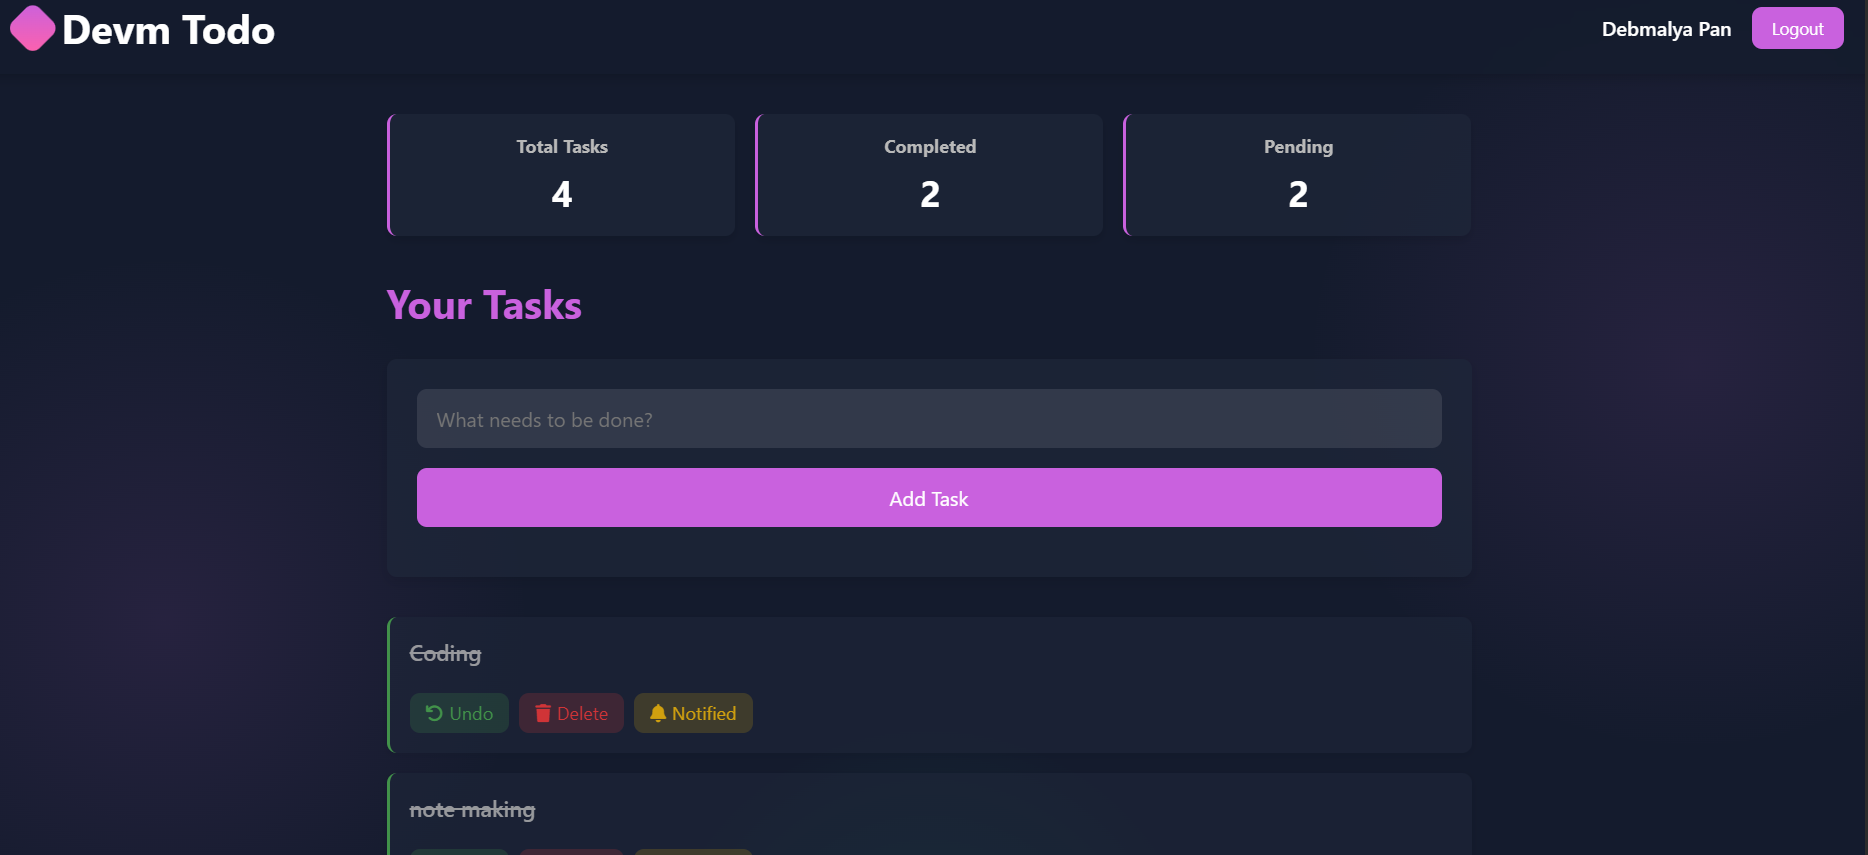 Devm Todo
Debmalya Pan
Logout
Total Tasks
4
Completed
2
Pending
2
Your Tasks
What needs to be done?
Add Task
Coding
Undo
Delete
Notified
note making